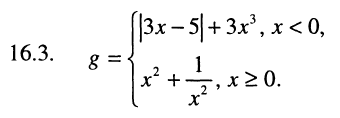 16.3. g = { |3x − 5| + 3x³, x < 0,
x² + 1/x², x ≥ 0.